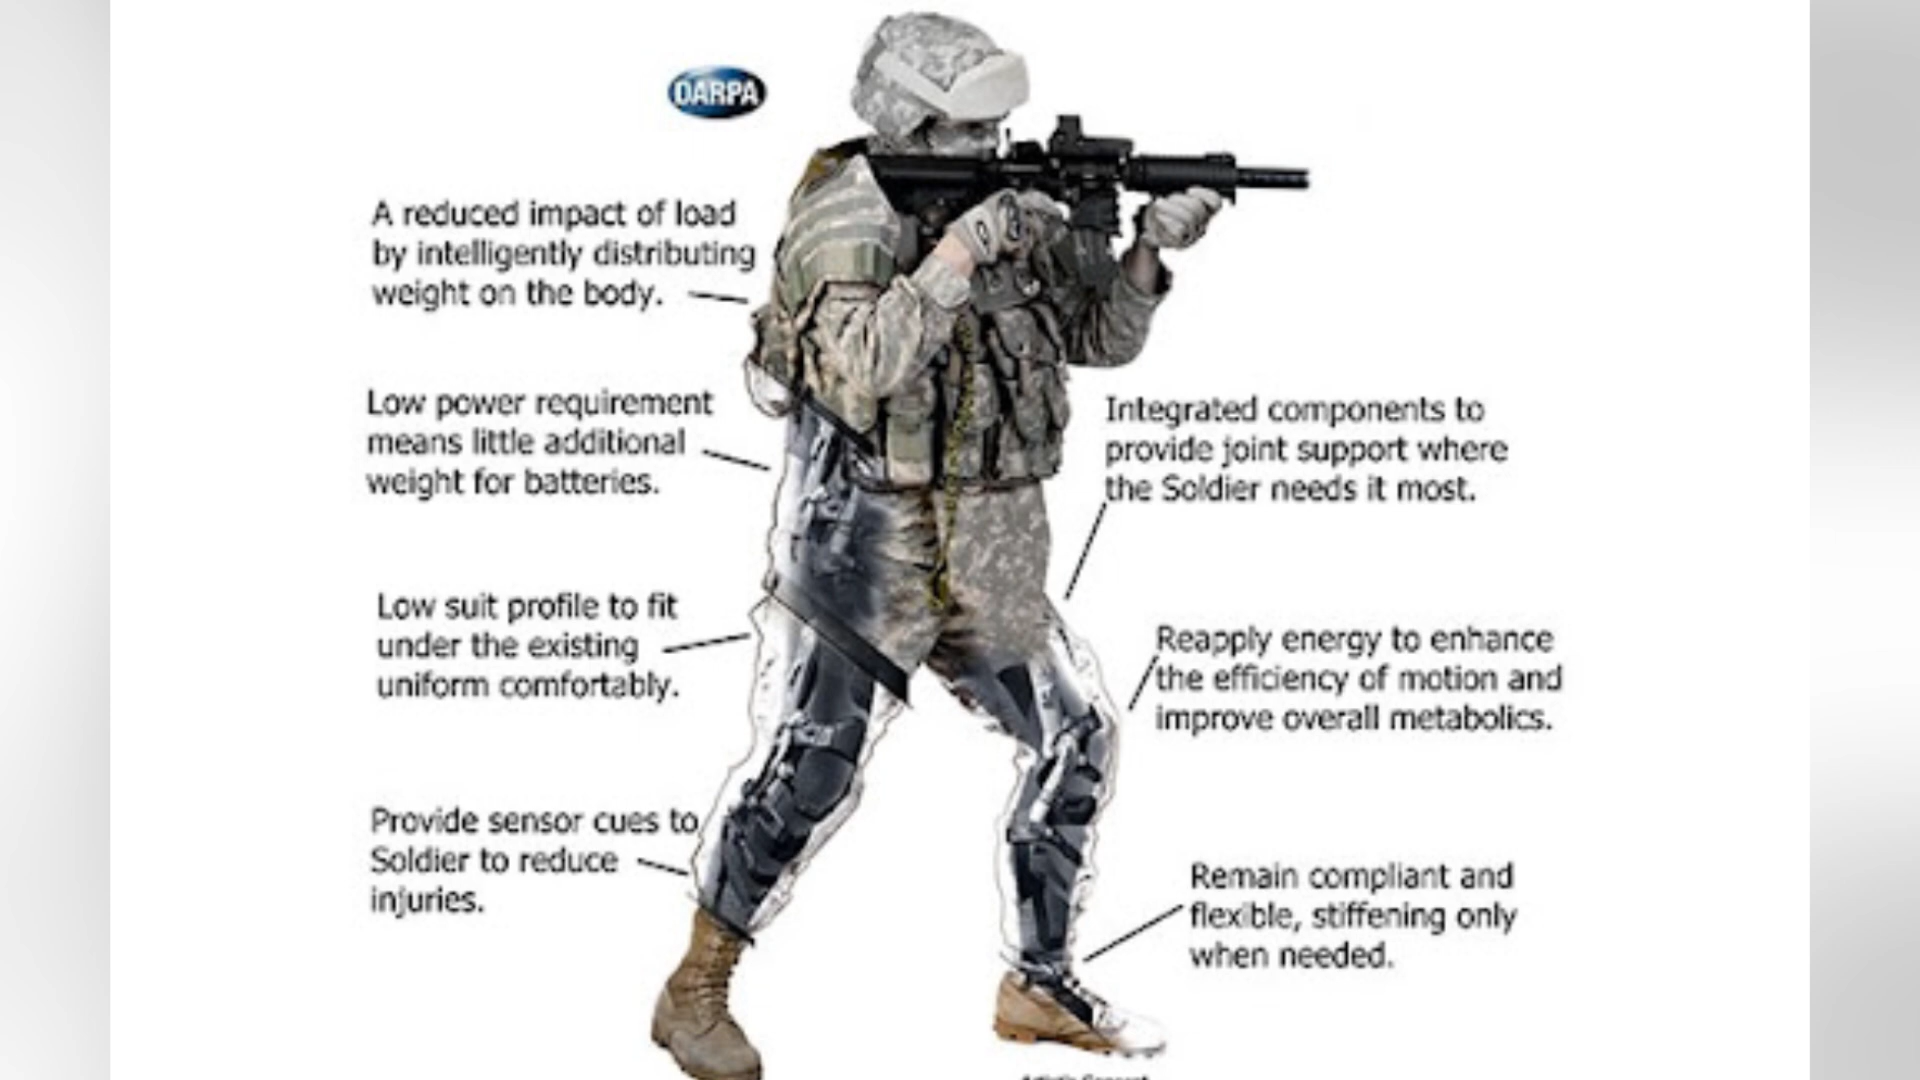 DARPA
A reduced impact of load
by intelligently distributing
weight on the body.
Low power requirement
means little additional
weight for batteries.
Low suit profile to fit
under the existing
uniform comfortably.
Provide sensor cues to
Soldier to reduce
injuries.
Integrated components to
provide joint support where
the Soldier needs it most.
Reapply energy to enhance
the efficiency of motion and
improve overall metabolics.
Remain compliant and
flexible, stiffening only
when needed.